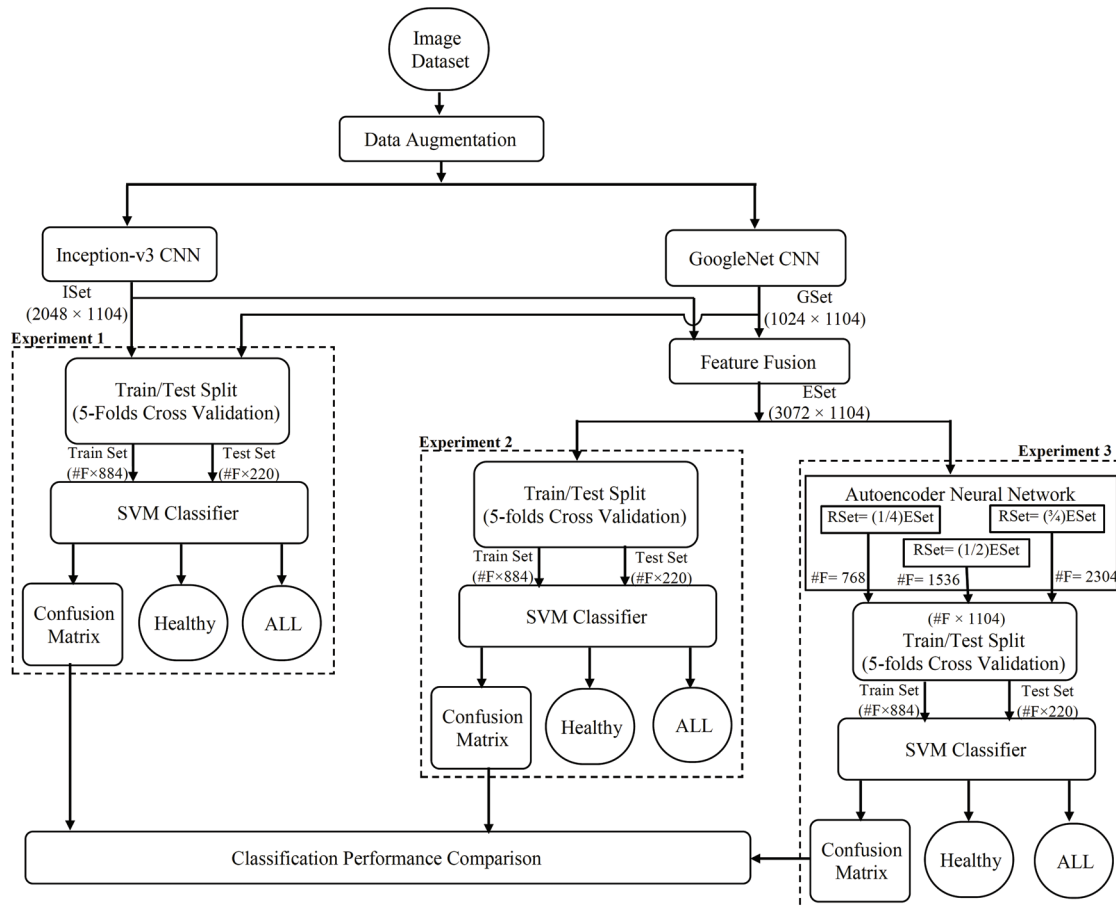 Image
Dataset
Data Augmentation
Inception-v3 CNN
GoogleNet CNN
ISet
(2048 × 1104)
GSet
(1024 × 1104)
Feature Fusion
ESet
(3072 × 1104)
Experiment 1
Train/Test Split
(5-Folds Cross Validation)
Train Set
(#F×884)
Test Set
(#F×220)
SVM Classifier
Confusion
Matrix
Healthy
ALL
Experiment 2
Train/Test Split
(5-folds Cross Validation)
Train Set
(#F×884)
Test Set
(#F×220)
SVM Classifier
Confusion
Matrix
Healthy
ALL
Experiment 3
Autoencoder Neural Network
RSet= (1/4)ESet
RSet= (¾)ESet
RSet= (1/2)ESet
#F= 768
#F= 1536
#F= 2304
(#F × 1104)
Train/Test Split
(5-folds Cross Validation)
Train Set
(#F×884)
Test Set
(#F×220)
SVM Classifier
Confusion
Matrix
Healthy
ALL
Classification Performance Comparison